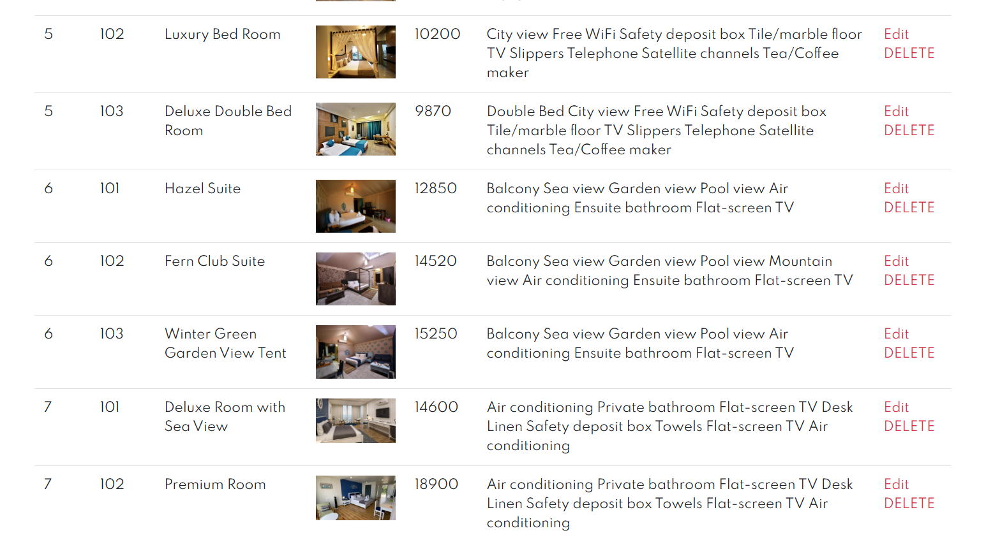 5 102 Luxury Bed Room 10200 City view Free WiFi Safety deposit box Tile/marble floor Edit
TV Slippers Telephone Satellite channels Tea/Coffee DELETE
maker
5 103 Deluxe Double Bed 9870 Double Bed City view Free WiFi Safety deposit box Edit
Room Tile/marble floor TV Slippers Telephone Satellite DELETE
channels Tea/Coffee maker
6 101 Hazel Suite 12850 Balcony Sea view Garden view Pool view Air Edit
conditioning Ensuite bathroom Flat-screen TV DELETE
6 102 Fern Club Suite 14520 Balcony Sea view Garden view Pool view Mountain Edit
view Air conditioning Ensuite bathroom Flat-screen TV DELETE
6 103 Winter Green 15250 Balcony Sea view Garden view Pool view Air Edit
Garden View Tent conditioning Ensuite bathroom Flat-screen TV DELETE
7 101 Deluxe Room with 14600 Air conditioning Private bathroom Flat-screen TV Desk Edit
Sea View Linen Safety deposit box Towels Flat-screen TV Air DELETE
conditioning
7 102 Premium Room 18900 Air conditioning Private bathroom Flat-screen TV Desk Edit
Linen Safety deposit box Towels Flat-screen TV Air DELETE
conditioning